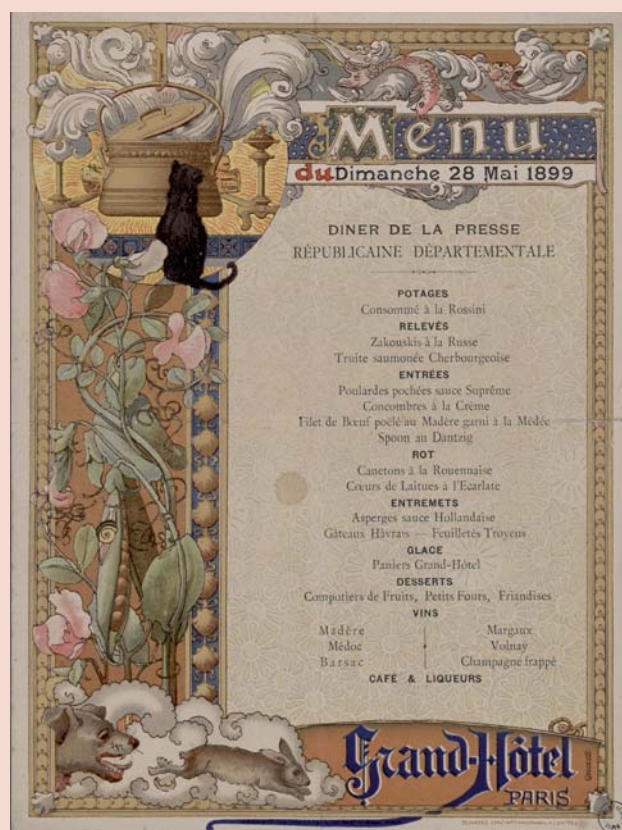 Menu
du Dimanche 28 Mai 1899
DINER DE LA PRESSE
RÉPUBLICAINE DÉPARTEMENTALE
POTAGES
Consommé à la Rossini
RELEVÉS
Zakouskis à la Russe
Truite saumonée Cherbourgeoise
ENTRÉES
Poulardes pochées sauce Suprême
Concombres à la Crème
Filet de Bœuf poêlé au Madère garni à la Médée
Spoon au Dantzig
ROT
Canetons à la Rouennaise
Cœurs de Laitues à l'Ecarlate
ENTREMETS
Asperges sauce Hollandaise
Gâteaux Hâvrais — Feuilletés Troyens
GLACE
Paniers Grand-Hôtel
DESSERTS
Compotiers de Fruits, Petits Fours, Friandises
VINS
Madère Margaux
Médoc Volnay
Barsac Champagne frappé
CAFÉ & LIQUEURS
Grand-Hôtel
PARIS